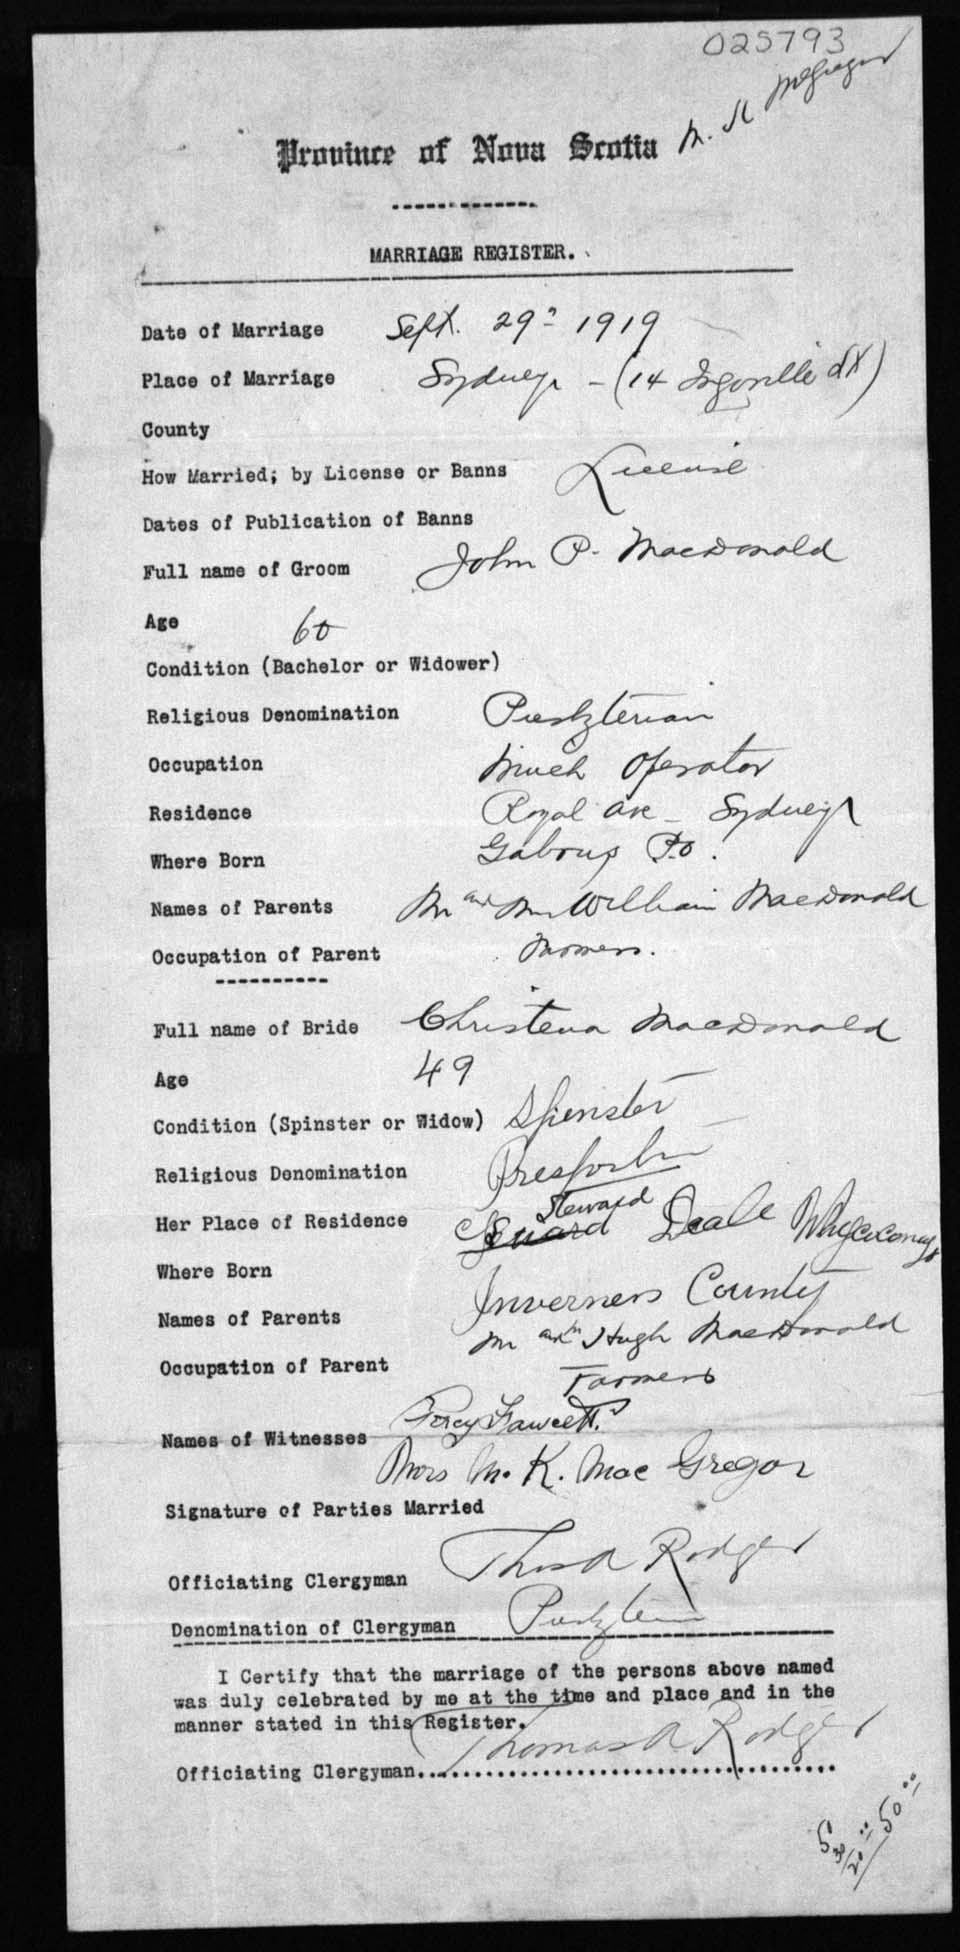 025793
M. K McGregor
Province of Nova Scotia
MARRIAGE REGISTER.
Date of Marriage Sept. 29th 1919
Place of Marriage Sydney - (14 Ingonville St)
County
How Married; by License or Banns License
Dates of Publication of Banns
Full name of Groom John P. MacDonald
Age 60
Condition (Bachelor or Widower)
Religious Denomination Presbyterian
Occupation Operator
Residence Royal Ave - Sydney
Where Born Gabarus P.O.
Names of Parents Mr and Mrs William MacDonald
Occupation of Parent Farmers.
Full name of Bride Christena MacDonald
Age 49
Condition (Spinster or Widow) Spinster
Religious Denomination Presbyterian
Steward
Her Place of Residence Dale Whycocomagh
Where Born Inverness County
Names of Parents Mr and Mrs Hugh MacDonald
Occupation of Parent Farmers
Percy Fawcett.
Names of Witnesses
Mrs M. K. MacGregor
Signature of Parties Married
Officiating Clergyman Thos A Rodger
Denomination of Clergyman Presbyterian
I Certify that the marriage of the persons above named
was duly celebrated by me at the time and place and in the
manner stated in this Register.
Officiating Clergyman Thomas A Rodger